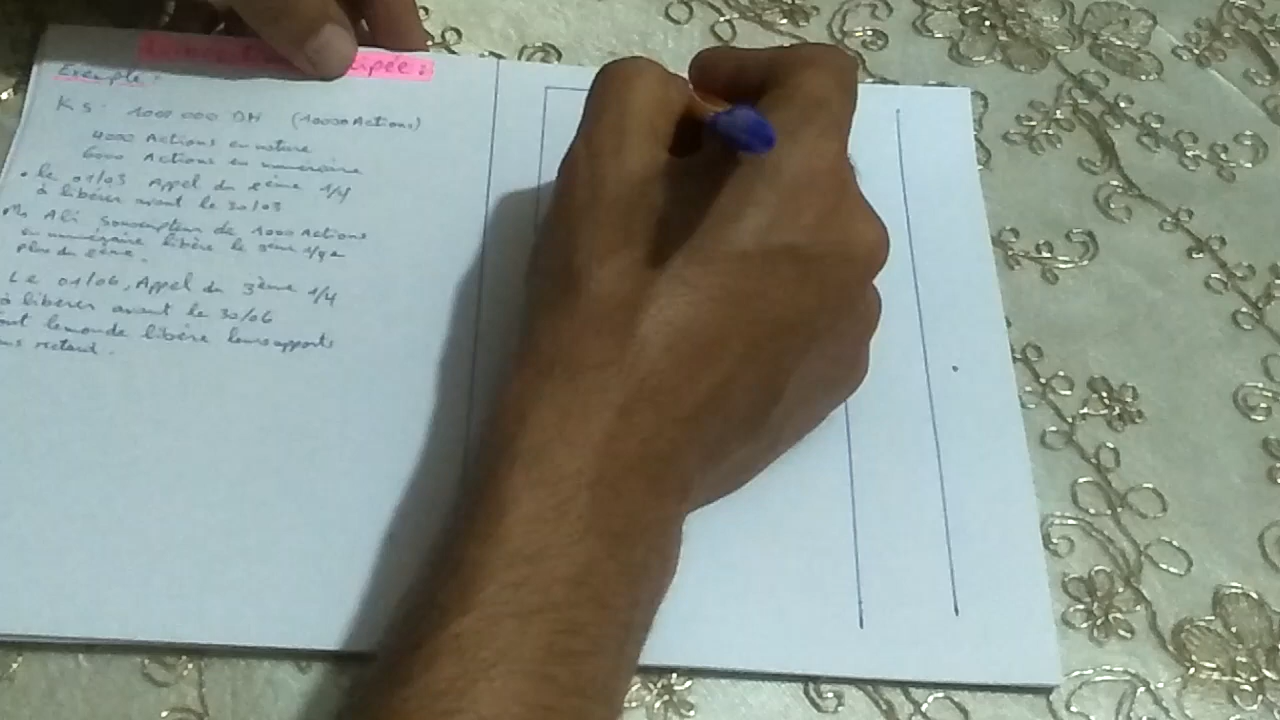 cipée :
Exemple :
KS : 1000 000 DH (10000 Actions)
4000 Actions en nature
6000 Actions en numéraire
• le 01/03 Appel du 2ème 1/4
à libérer avant le 30/03
Mr Ali souscripteur de 1000 Actions
en numéraire libère le 3ème 1/4 en
plus du 2ème.
Le 01/06, Appel du 3ème 1/4
à libérer avant le 30/06
tout le monde libère leurs apports
retard.